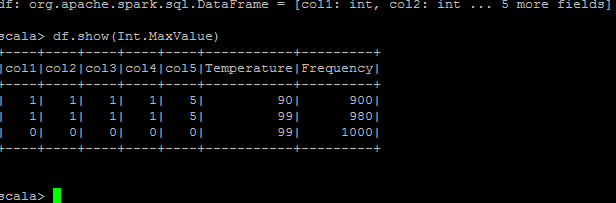 df: org.apache.spark.sql.DataFrame = [col1: int, col2: int ... 5 more fields]
scala> df.show(Int.MaxValue)
+----+----+----+----+----+-----------+---------+
|col1|col2|col3|col4|col5|Temperature|Frequency|
+----+----+----+----+----+-----------+---------+
|   1|   1|   1|   1|   5|         90|      900|
|   1|   1|   1|   1|   5|         99|      980|
|   0|   0|   0|   0|   0|         99|     1000|
+----+----+----+----+----+-----------+---------+
scala>